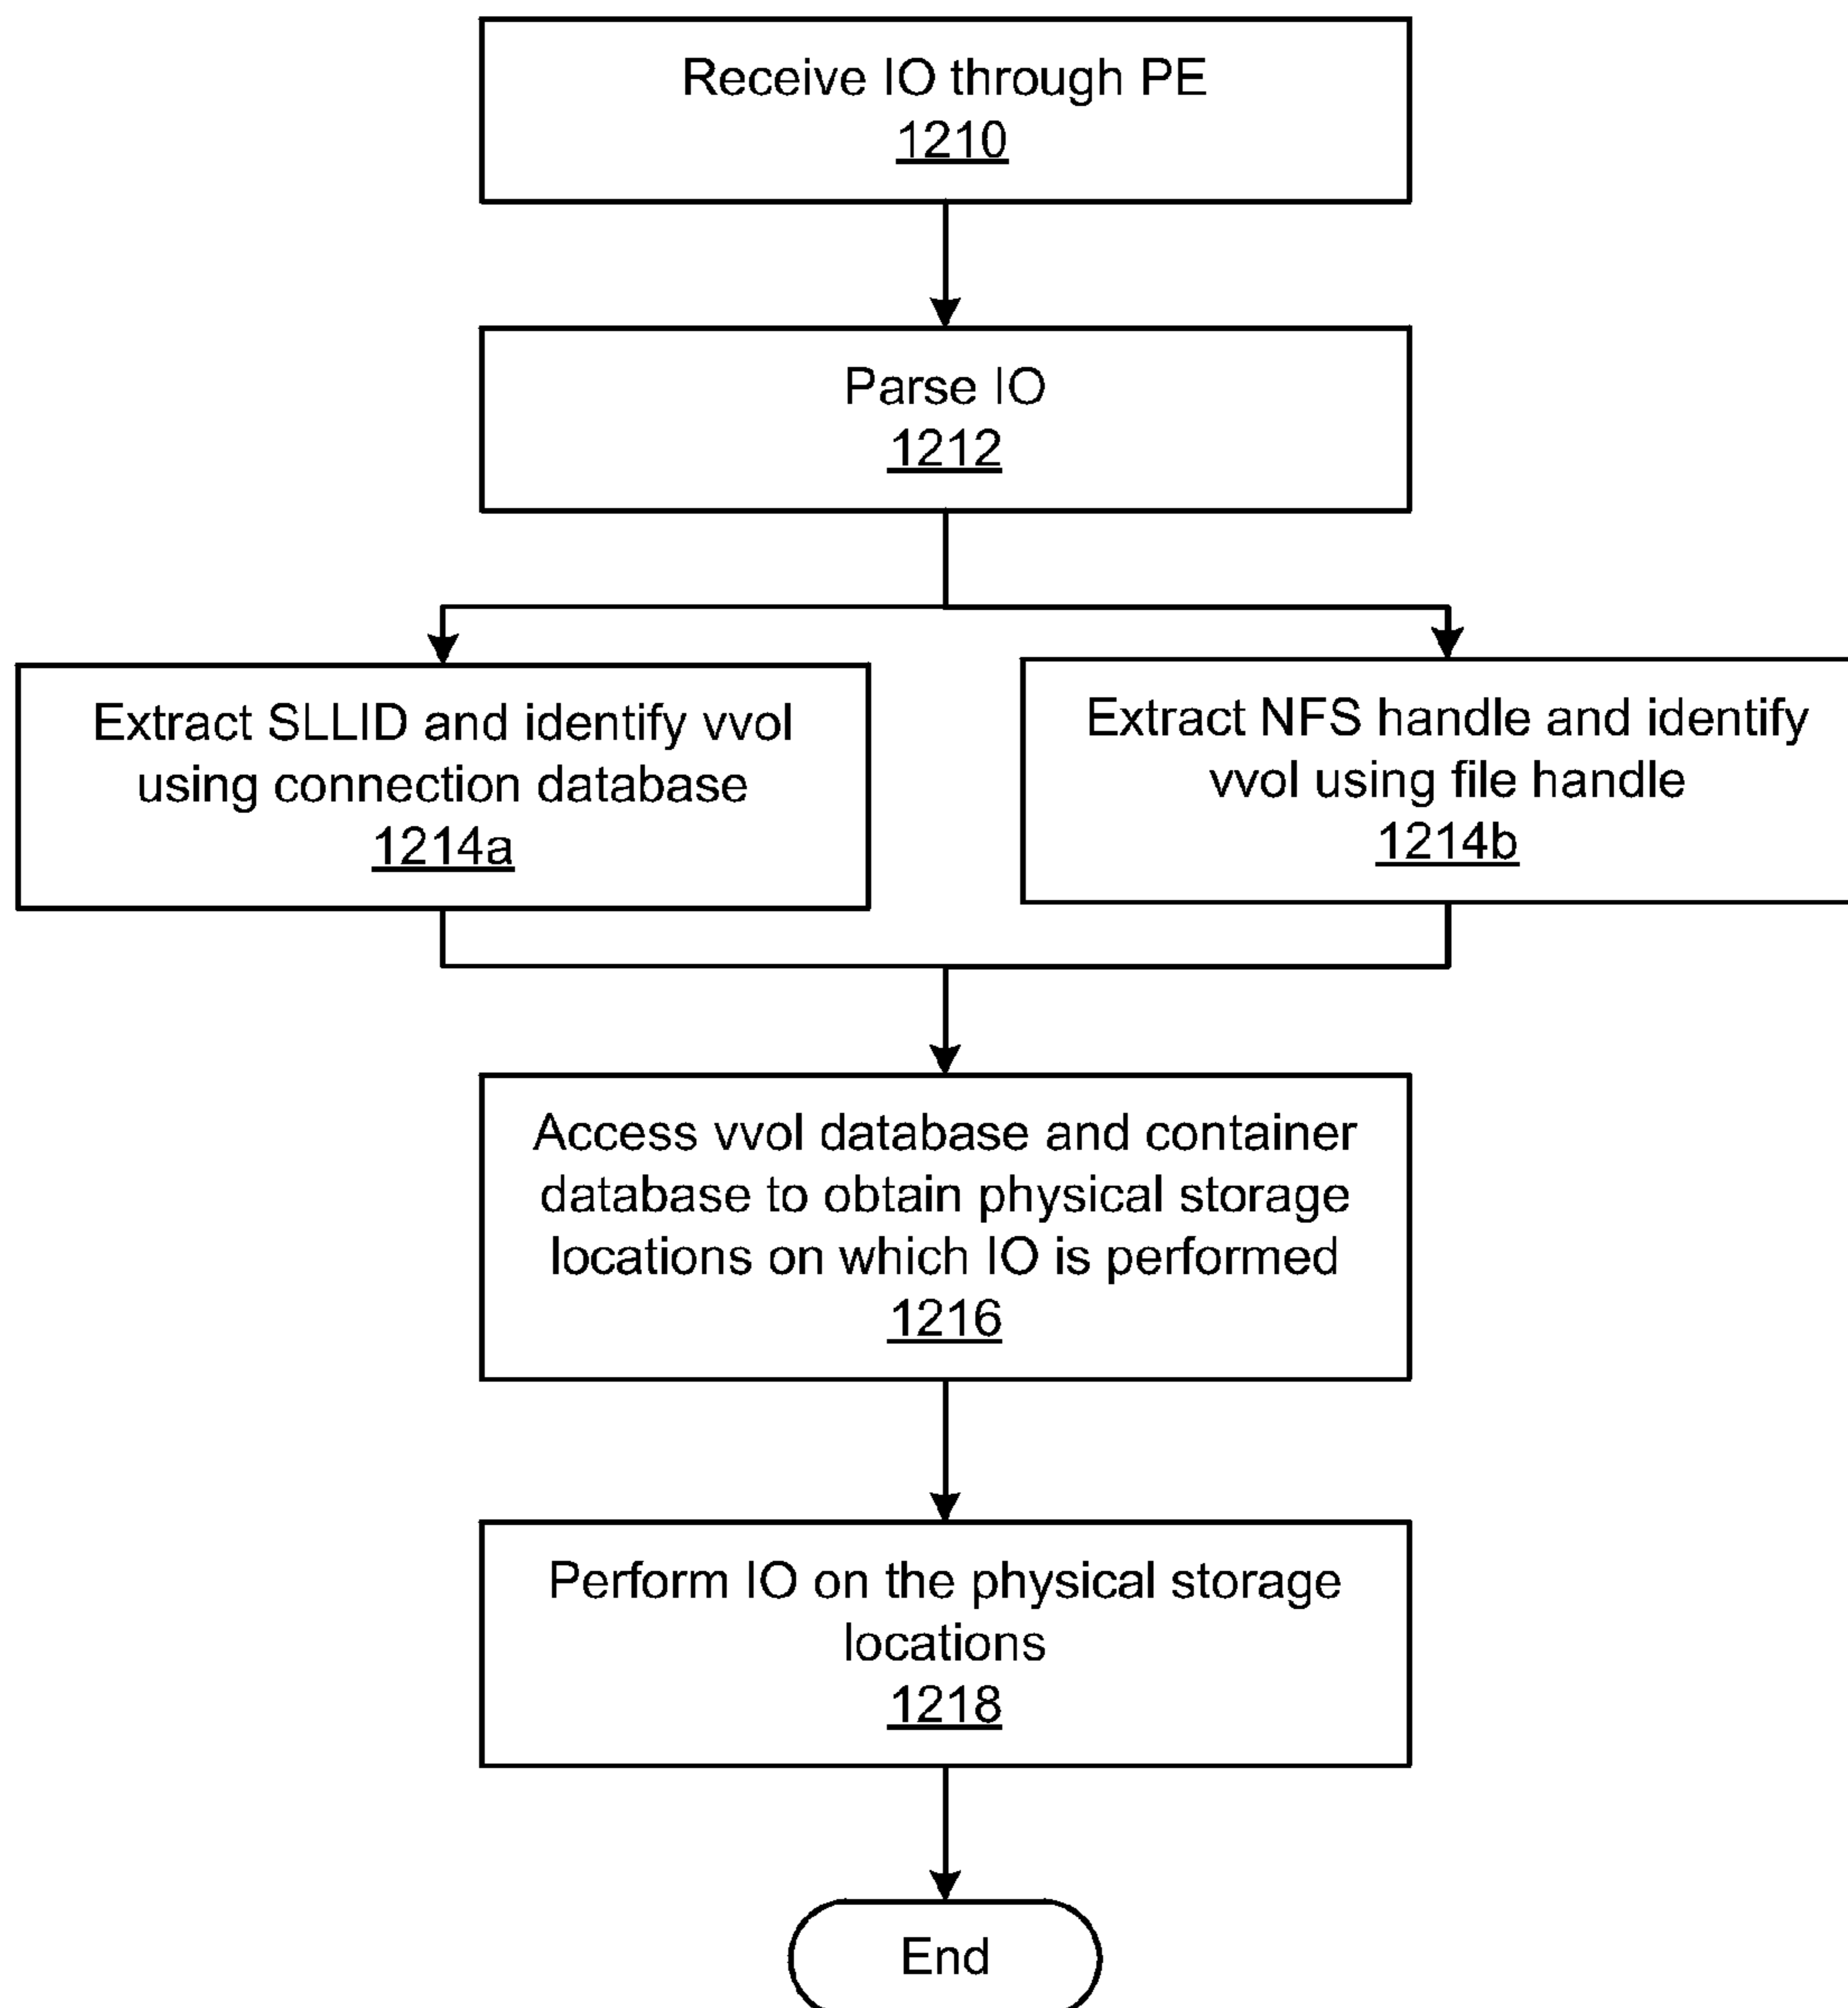 Receive IO through PE
1210
Parse IO
1212
Extract SLLID and identify vvol
using connection database
1214a
Extract NFS handle and identify
vvol using file handle
1214b
Access vvol database and container
database to obtain physical storage
locations on which IO is performed
1216
Perform IO on the physical storage
locations
1218
End